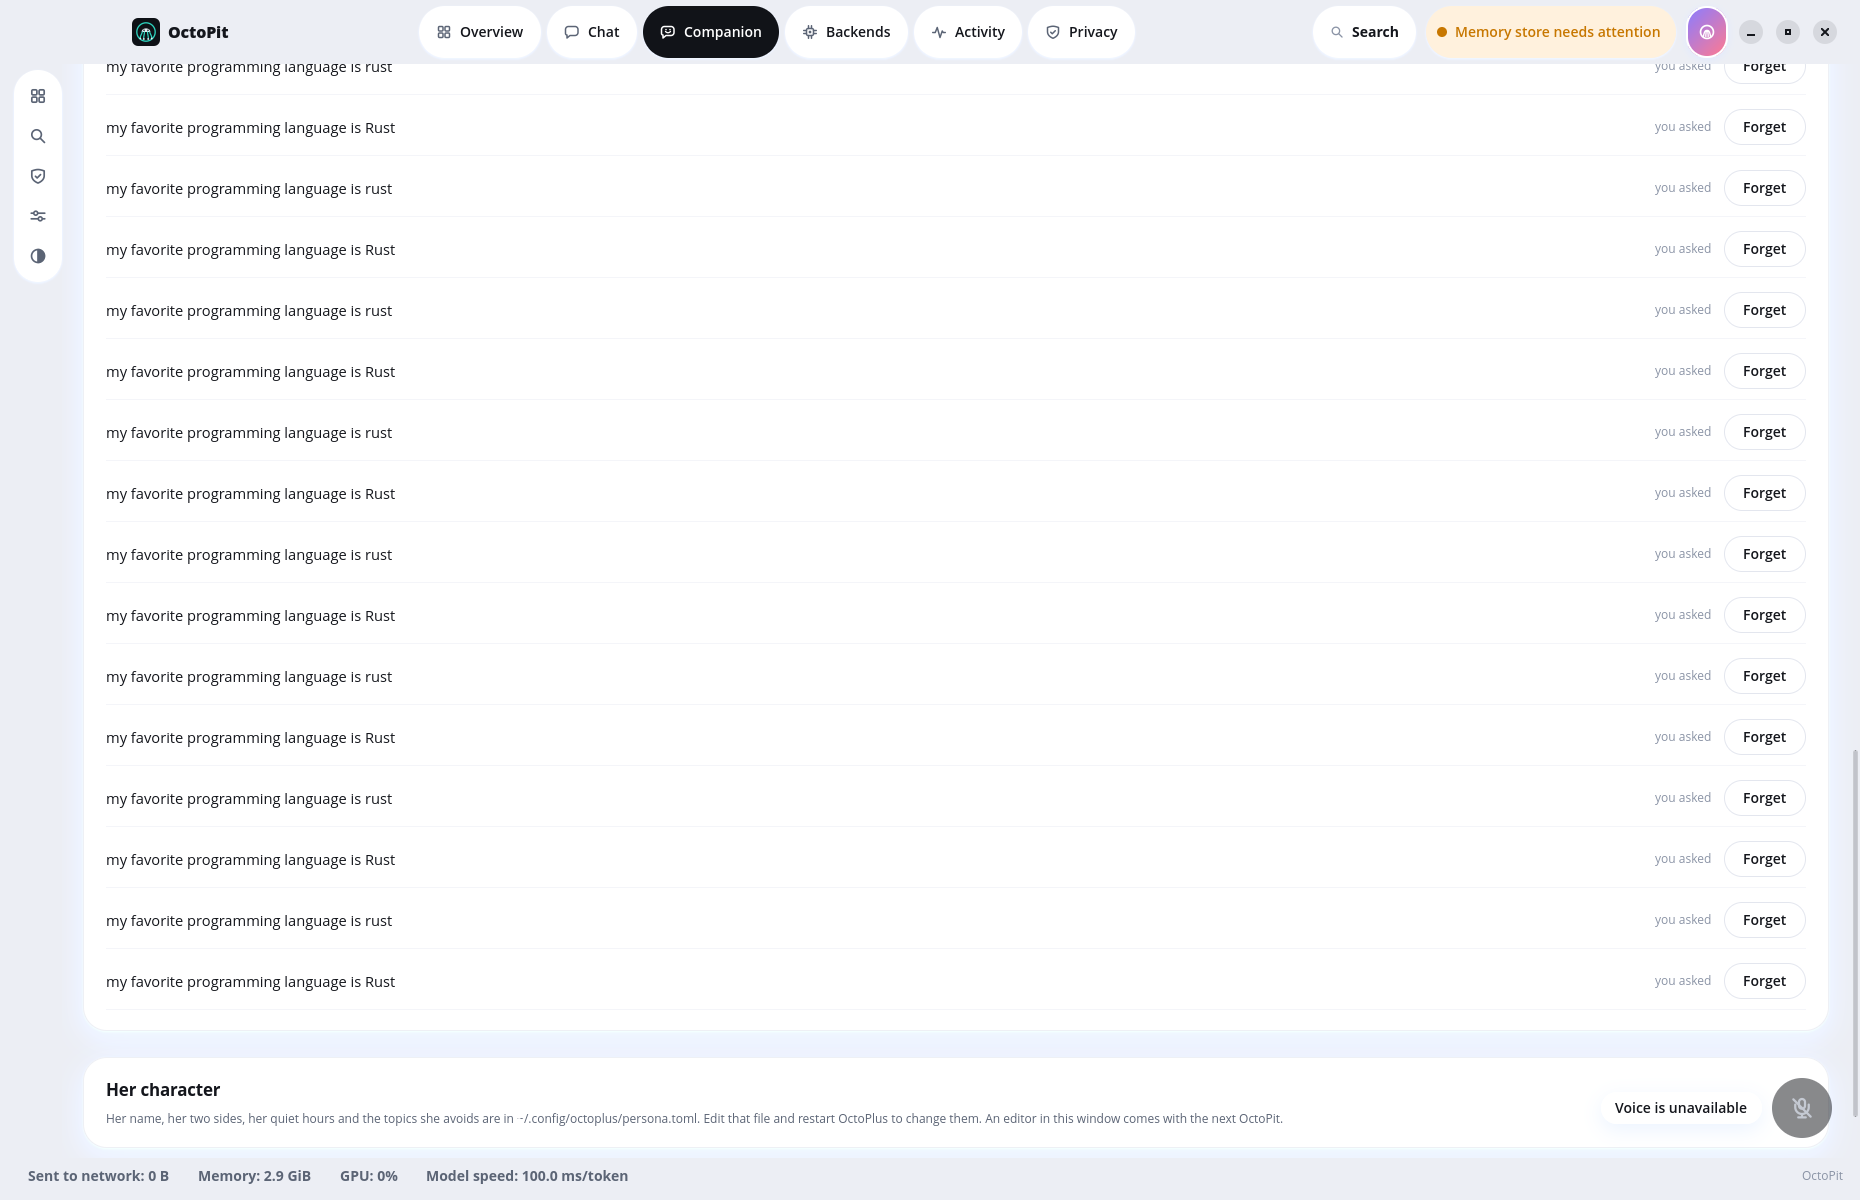 OctoPit
Overview
Chat
Companion
Backends
Activity
Privacy
Search
Memory store needs attention
my favorite programming language is rust you asked Forget
my favorite programming language is Rust you asked Forget
my favorite programming language is rust you asked Forget
my favorite programming language is Rust you asked Forget
my favorite programming language is rust you asked Forget
my favorite programming language is Rust you asked Forget
my favorite programming language is rust you asked Forget
my favorite programming language is Rust you asked Forget
my favorite programming language is rust you asked Forget
my favorite programming language is Rust you asked Forget
my favorite programming language is rust you asked Forget
my favorite programming language is Rust you asked Forget
my favorite programming language is rust you asked Forget
my favorite programming language is Rust you asked Forget
my favorite programming language is rust you asked Forget
my favorite programming language is Rust you asked Forget
Her character
Her name, her two sides, her quiet hours and the topics she avoids are in ~/.config/octoplus/persona.toml. Edit that file and restart OctoPlus to change them. An editor in this window comes with the next OctoPit.
Voice is unavailable
Sent to network: 0 B
Memory: 2.9 GiB
GPU: 0%
Model speed: 100.0 ms/token
OctoPit